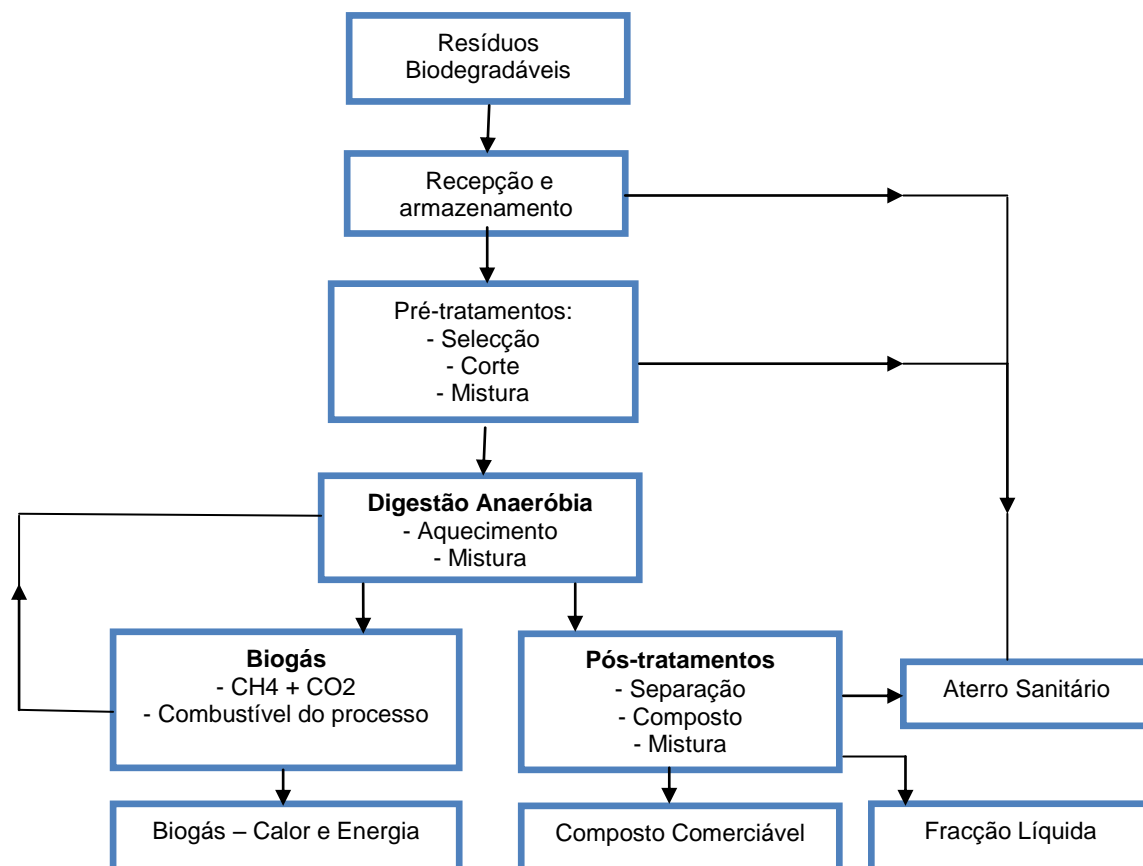 Resíduos
Biodegradáveis
Recepção e
armazenamento
Pré-tratamentos:
- Selecção
- Corte
- Mistura
Digestão Anaeróbia
- Aquecimento
- Mistura
Biogás
- CH4 + CO2
- Combustível do processo
Pós-tratamentos
- Separação
- Composto
- Mistura
Aterro Sanitário
Biogás – Calor e Energia
Composto Comerciável
Fracção Líquida